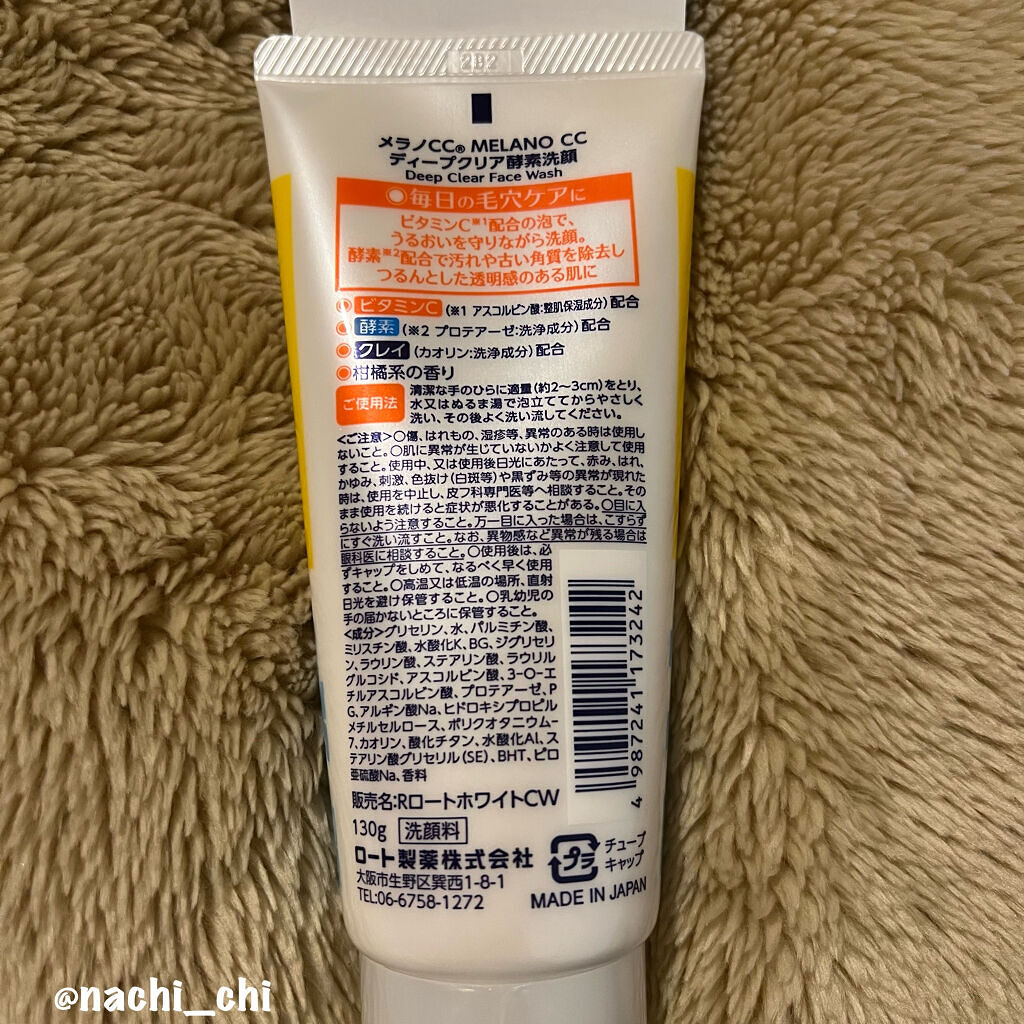 282
メラノCC® MELANO CC
ディープクリア酵素洗顔
Deep Clear Face Wash
毎日の毛穴ケアに
ビタミンC※1配合の泡で、
うるおいを守りながら洗顔。
酵素※2配合で汚れや古い角質を除去し
つるんとした透明感のある肌に
ビタミンC (※1 アスコルビン酸:整肌保湿成分) 配合
酵素 (※2 プロテアーゼ:洗浄成分) 配合
クレイ (カオリン:洗浄成分) 配合
柑橘系の香り
ご使用法
清潔な手のひらに適量(約2〜3cm)をとり、
水又はぬるま湯で泡立ててからやさしく
洗い、その後よく洗い流してください。
<ご注意>○傷、はれもの、湿疹等、異常のある時は使用し
ないこと。○肌に異常が生じていないかよく注意して使用
すること。使用中、又は使用後日光にあたって、赤み、はれ、
かゆみ、刺激、色抜け(白斑等)や黒ずみ等の異常が現れた
時は、使用を中止し、皮フ科専門医等へ相談すること。その
まま使用を続けると症状が悪化することがある。○目に入
らないよう注意すること。万一目に入った場合は、こすらず
にすぐ洗い流すこと。なお、異物感など異常が残る場合は
眼科医に相談すること。○使用後は、必
ずキャップをしめて、なるべく早く使用
すること。○高温又は低温の場所、直射
日光を避け保管すること。○乳幼児の
手の届かないところに保管すること。
<成分>グリセリン、水、パルミチン酸、
ミリスチン酸、水酸化K、BG、ジグリセリ
ン、ラウリン酸、ステアリン酸、ラウリル
グルコシド、アスコルビン酸、3-O-エ
チルアスコルビン酸、プロテアーゼ、P
G、アルギン酸Na、ヒドロキシプロピル
メチルセルロース、ポリクオタニウム-
7、カオリン、酸化チタン、水酸化Al、ス
テアリン酸グリセリル(SE)、BHT、ピロ
亜硫酸Na、香料
4 987241 173242
販売名:RロートホワイトCW
130g 洗顔料
ロート製薬株式会社
大阪市生野区巽西1-8-1
TEL:06-6758-1272
プラ
チューブ
キャップ
MADE IN JAPAN
@nachi_chi